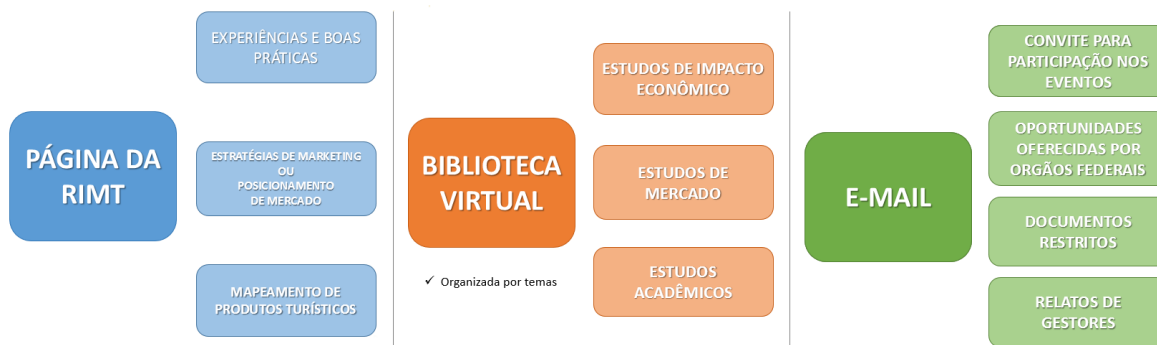 PÁGINA DA
RIMT
EXPERIÊNCIAS E BOAS
PRÁTICAS
ESTRATÉGIAS DE MARKETING
OU
POSICIONAMENTO
DE MERCADO
MAPEAMENTO DE
PRODUTOS TURÍSTICOS
BIBLIOTECA
VIRTUAL
✓ Organizada por temas
ESTUDOS DE IMPACTO
ECONÔMICO
ESTUDOS DE
MERCADO
ESTUDOS
ACADÊMICOS
E-MAIL
CONVITE PARA
PARTICIPAÇÃO NOS
EVENTOS
OPORTUNIDADES
OFERECIDAS POR
ORGÃOS FEDERAIS
DOCUMENTOS
RESTRITOS
RELATOS DE
GESTORES